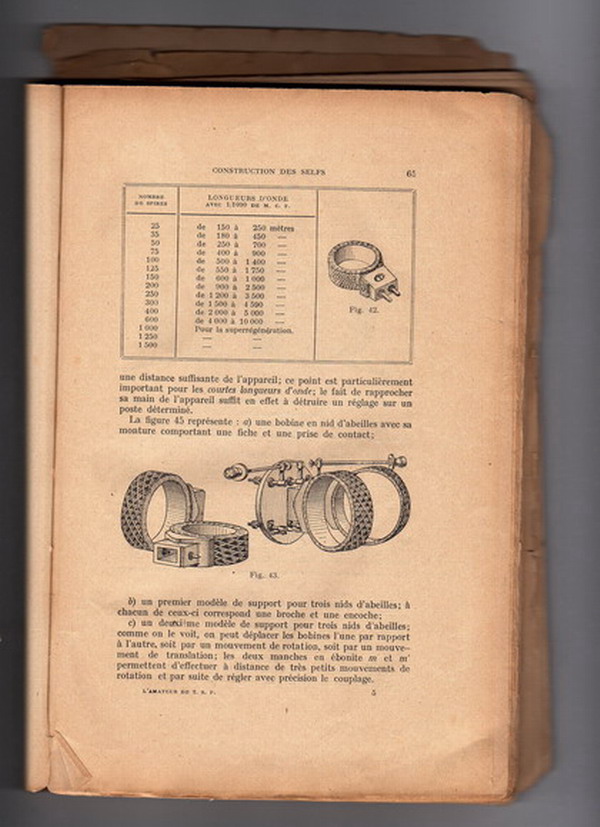 CONSTRUCTION DES SELFS 65
NOMBRE DE SPIRES LONGUEURS D'ONDE AVEC 1/1000 DE M. C. F.
25 de 150 à 250 mètres
35 de 180 à 450 —
50 de 250 à 700 —
75 de 400 à 900 —
100 de 500 à 1 400 —
125 de 550 à 1 750 —
150 de 600 à 1 000 —
200 de 900 à 2 500 —
250 de 1 200 à 3 500 —
300 de 1 500 à 4 590 —
400 de 2 000 à 5 000 —
600 de 4 000 à 10 000 —
1 000 Pour la superrégénération.
1 250 — —
1 500 — —
Fig. 42.
une distance suffisante de l'appareil; ce point est particulièrement
important pour les courtes longueurs d'onde; le fait de rapprocher
sa main de l'appareil suffit en effet à détruire un réglage sur un
poste déterminé.
La figure 45 représente : a) une bobine en nid d'abeilles avec sa
monture comportant une fiche et une prise de contact;
Fig. 43.
b) un premier modèle de support pour trois nids d'abeilles; à
chacun de ceux-ci correspond une broche et une encoche;
c) un deuxième modèle de support pour trois nids d'abeilles;
comme on le voit, on peut déplacer les bobines l'une par rapport
à l'autre, soit par un mouvement de rotation, soit par un mouve-
ment de translation; les deux manches en ébonite m et m'
permettent d'effectuer à distance de très petits mouvements de
rotation et par suite de régler avec précision le couplage.
L'AMATEUR DE T. S. F. 5